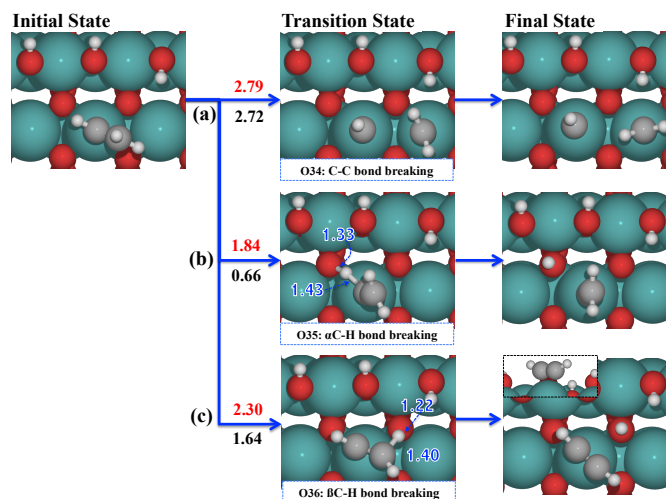 Initial State
Transition State
Final State
(a)
2.79
2.72
O34: C-C bond breaking
(b)
1.84
0.66
1.33
1.43
O35: αC-H bond breaking
(c)
2.30
1.64
1.22
1.40
O36: ßC-H bond breaking